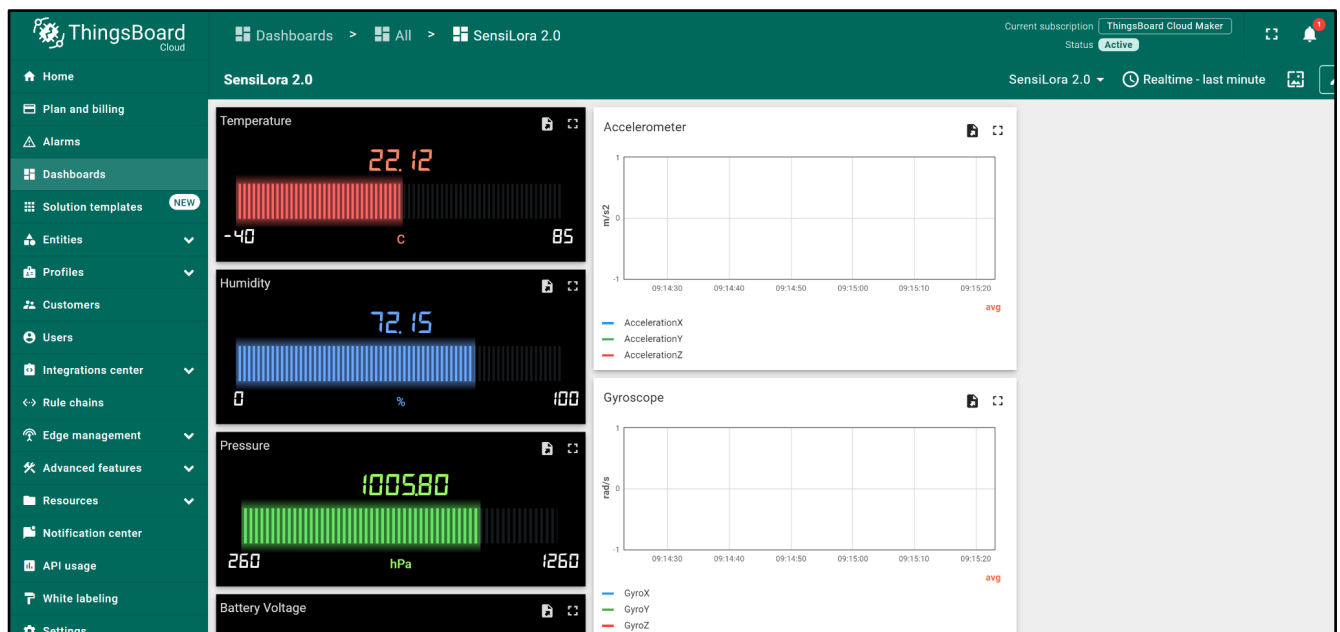 ThingsBoard
Cloud
Dashboards > All > SensiLora 2.0
Current subscription ThingsBoard Cloud Maker
Status Active
1
Home
Plan and billing
Alarms
Dashboards
Solution templates NEW
Entities
Profiles
Customers
Users
Integrations center
Rule chains
Edge management
Advanced features
Resources
Notification center
API usage
White labeling
Settings
SensiLora 2.0
SensiLora 2.0 Realtime - last minute
Temperature
22.12
-40 C 85
Humidity
72.15
0 % 100
Pressure
1005.80
260 hPa 1260
Battery Voltage
Accelerometer
1
m/s2
0
-1
09:14:30 09:14:40 09:14:50 09:15:00 09:15:10 09:15:20
avg
AccelerationX
AccelerationY
AccelerationZ
Gyroscope
1
rad/s
0
-1
09:14:30 09:14:40 09:14:50 09:15:00 09:15:10 09:15:20
avg
GyroX
GyroY
GyroZ